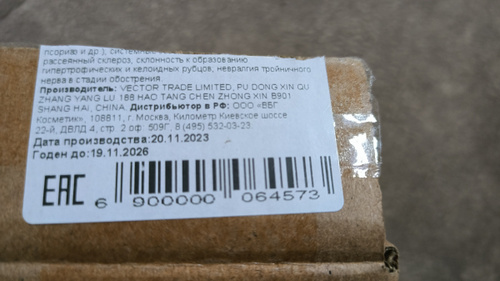 псориаз и др.), системные
рассеянный склероз, склонность к образованию
гипертрофических и келоидных рубцов, невралгия тройничного
нерва в стадии обострения.
Производитель: VECTOR TRADE LIMITED, PU DONG XIN QU
ZHANG YANG LU 188 HAO TANG CHEN ZHONG XIN B901
SHANG HAI, CHINA. Дистрибьютор в РФ: ООО «ВБГ
Косметик», 108811, г. Москва, Километр Киевское шоссе
22-й, ДВЛД 4, стр. 2 оф. 509Г, 8 (495) 532-03-23.
Дата производства:20.11.2023
Годен до:19.11.2026
EAC
6 900000 064573